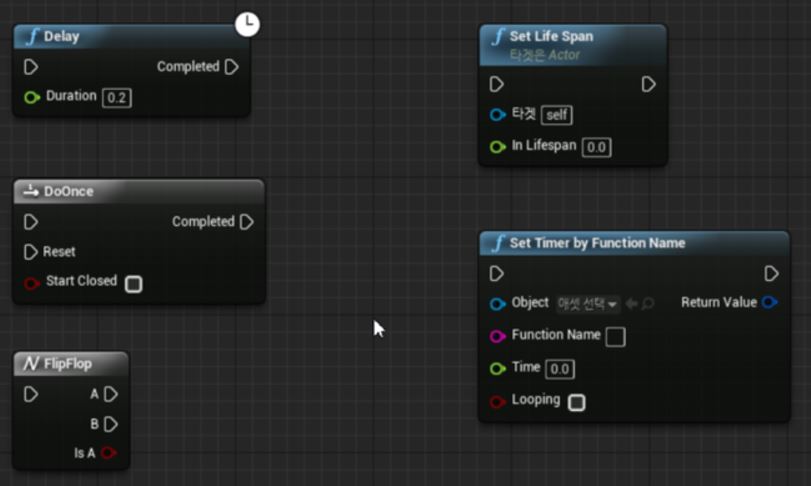 Delay
Completed
Duration 0.2
DoOnce
Completed
Reset
Start Closed
FlipFlop
A
B
Is A
Set Life Span
타겟은 Actor
타겟 self
In Lifespan 0.0
Set Timer by Function Name
Object 애셋 선택 Return Value
Function Name
Time 0.0
Looping